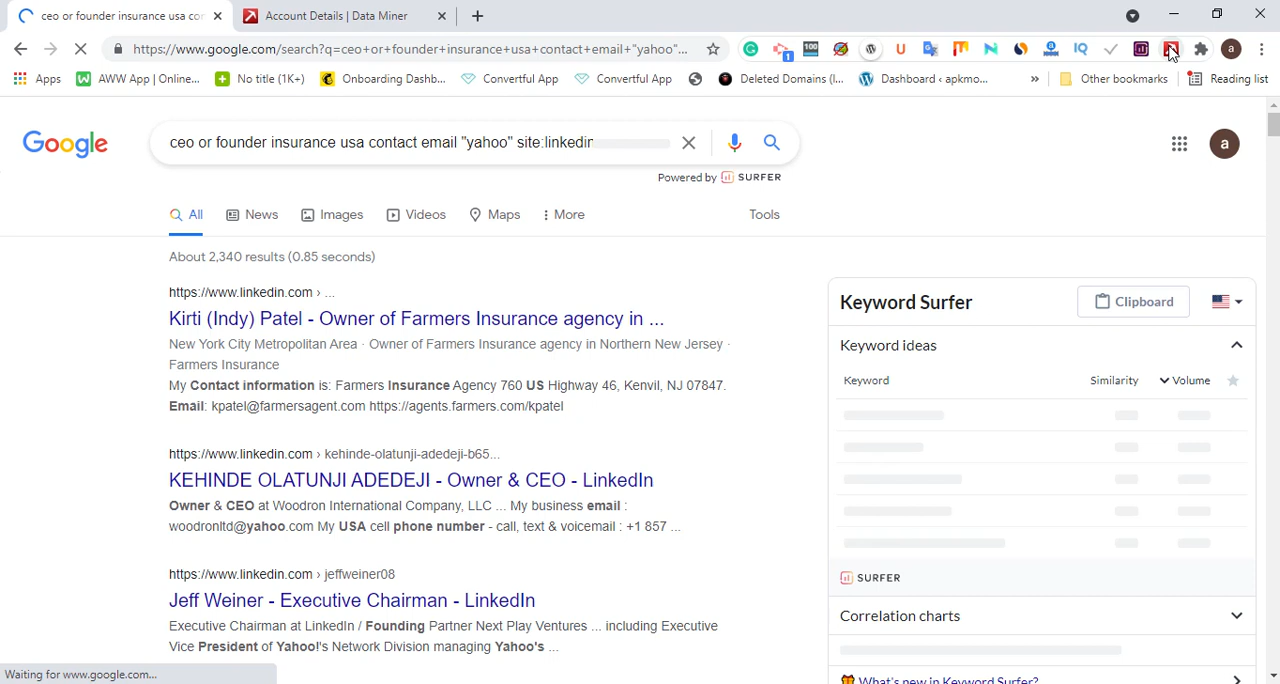 ceo or founder insurance usa cor
Account Details | Data Miner
https://www.google.com/search?q=ceo+or+founder+insurance+usa+contact+email+"yahoo"...
100
1
U
IQ
a
Apps
AWW App | Online...
No title (1K+)
Onboarding Dashb...
Convertful App
Convertful App
Deleted Domains (l...
Dashboard ‹ apkmo...
»
Other bookmarks
Reading list
Google
ceo or founder insurance usa contact email "yahoo" site:linkedin
a
Powered by SURFER
All
News
Images
Videos
Maps
More
Tools
About 2,340 results (0.85 seconds)
https://www.linkedin.com › ...
Kirti (Indy) Patel - Owner of Farmers Insurance agency in ...
New York City Metropolitan Area · Owner of Farmers Insurance agency in Northern New Jersey ·
Farmers Insurance
My Contact information is: Farmers Insurance Agency 760 US Highway 46, Kenvil, NJ 07847.
Email: kpatel@farmersagent.com https://agents.farmers.com/kpatel
https://www.linkedin.com › kehinde-olatunji-adedeji-b65...
KEHINDE OLATUNJI ADEDEJI - Owner & CEO - LinkedIn
Owner & CEO at Woodron International Company, LLC ... My business email :
woodronltd@yahoo.com My USA cell phone number - call, text & voicemail : +1 857 ...
https://www.linkedin.com › jeffweiner08
Jeff Weiner - Executive Chairman - LinkedIn
Executive Chairman at LinkedIn / Founding Partner Next Play Ventures ... including Executive
Vice President of Yahoo!'s Network Division managing Yahoo's ...
Keyword Surfer
Clipboard
Keyword ideas
Keyword
Similarity
Volume
SURFER
Correlation charts
What's new in Keyword Surfer?
Waiting for www.google.com...